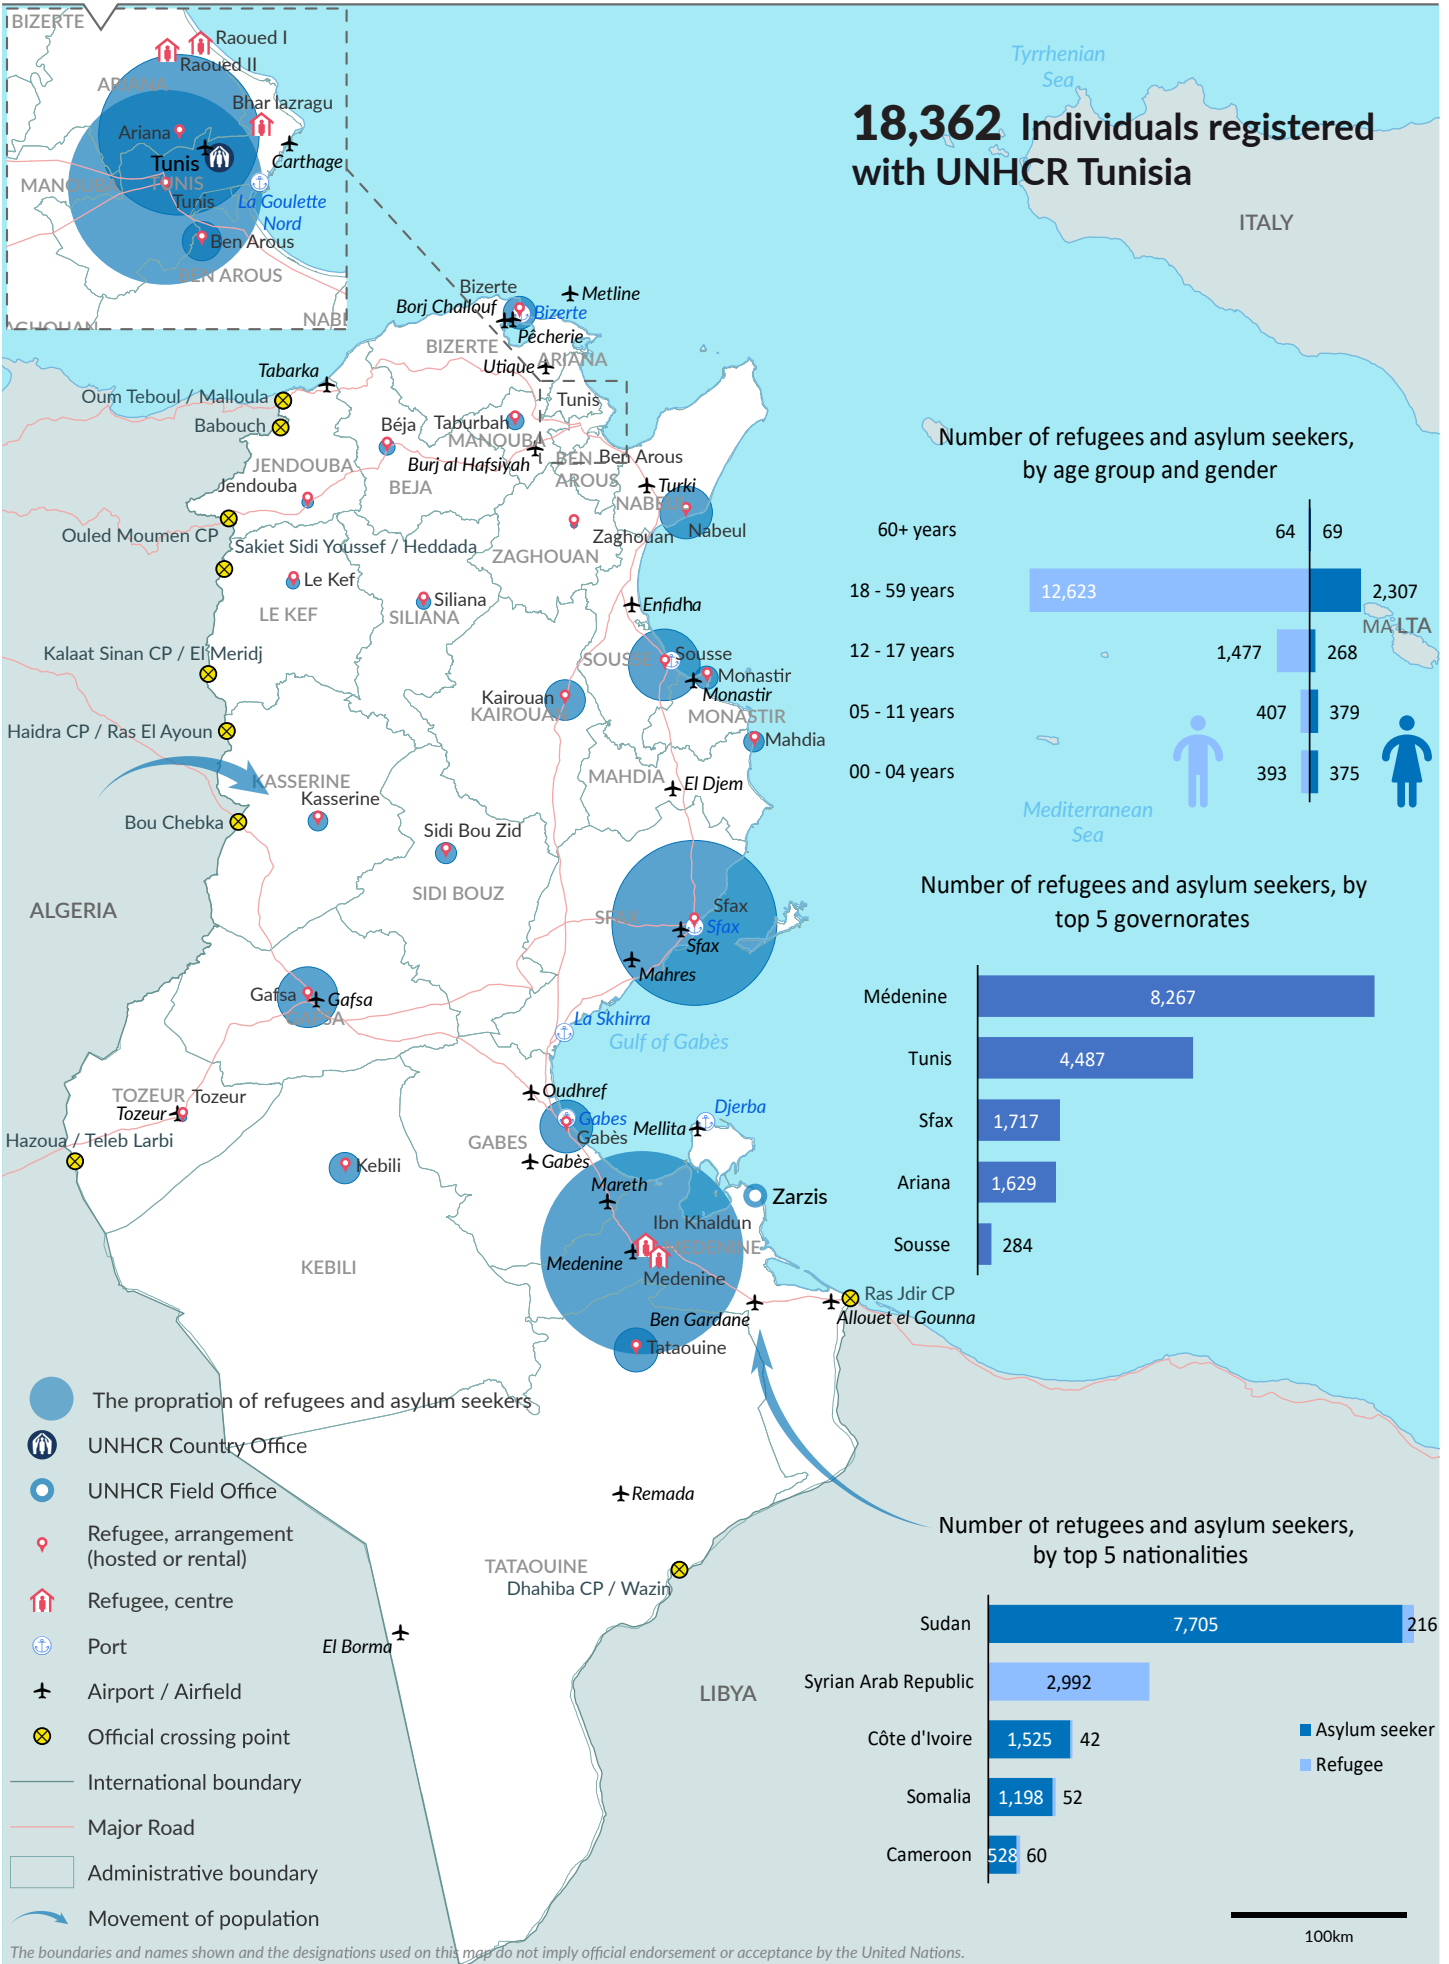 BIZERTE
Raoued I
Raoued II
ARIANA
Bhar lazragu
Ariana
Tunis
Carthage
MANOUBA
TUNIS
Tunis
La Goulette
Nord
Ben Arous
BEN AROUS
AGHOUAN
NABE
Tyrrhenian
Sea
18,362 Individuals registered
with UNHCR Tunisia
ITALY
Bizerte
Metline
Borj Challouf
Bizerte
Pêcherie
BIZERTE
ARIANA
Utique
Tabarka
Oum Teboul / Malloula
Tunis
Babouch
Béja
Taburbah
MANOUBA
Ben Arous
BEN
AROUS
Burj al Hafsiyah
JENDOUBA
Jendouba
BEJA
Turki
NABEUL
Nabeul
Ouled Moumen CP
Zaghouan
ZAGHOUAN
Sakiet Sidi Youssef / Heddada
Le Kef
LE KEF
Siliana
SILIANA
Enfidha
Kalaat Sinan CP / El Meridj
SOUSSE
Sousse
Monastir
Monastir
MONASTIR
Kairouan
KAIROUAN
Haidra CP / Ras El Ayoun
Mahdia
MAHDIA
El Djem
KASSERINE
Kasserine
Bou Chebka
Sidi Bou Zid
SIDI BOUZ
ALGERIA
SFAX
Sfax
Sfax
Sfax
Mahres
Gafsa
Gafsa
GAFSA
La Skhirra
Gulf of Gabès
TOZEUR
Tozeur
Tozeur
Oudhref
Gabes
Gabès
GABES
Gabès
Djerba
Mellita
Hazoua / Teleb Larbi
Kebili
Mareth
Zarzis
Ibn Khaldun
MEDENINE
Medenine
Medenine
KEBILI
Ras Jdir CP
Allouet el Gounna
Ben Gardane
Tataouine
Remada
TATAOUINE
Dhahiba CP / Wazin
El Borma
LIBYA
Number of refugees and asylum seekers,
by age group and gender
60+ years 64 69
18 - 59 years 12,623 2,307
MALTA
12 - 17 years 1,477 268
05 - 11 years 407 379
00 - 04 years 393 375
Mediterranean
Sea
Number of refugees and asylum seekers, by
top 5 governorates
Médenine 8,267
Tunis 4,487
Sfax 1,717
Ariana 1,629
Sousse 284
Number of refugees and asylum seekers,
by top 5 nationalities
Sudan 7,705 216
Syrian Arab Republic 2,992
Côte d'Ivoire 1,525 42
Somalia 1,198 52
Cameroon 528 60
Asylum seeker
Refugee
100km
The propration of refugees and asylum seekers
UNHCR Country Office
UNHCR Field Office
Refugee, arrangement
(hosted or rental)
Refugee, centre
Port
Airport / Airfield
Official crossing point
International boundary
Major Road
Administrative boundary
Movement of population
The boundaries and names shown and the designations used on this map do not imply official endorsement or acceptance by the United Nations.